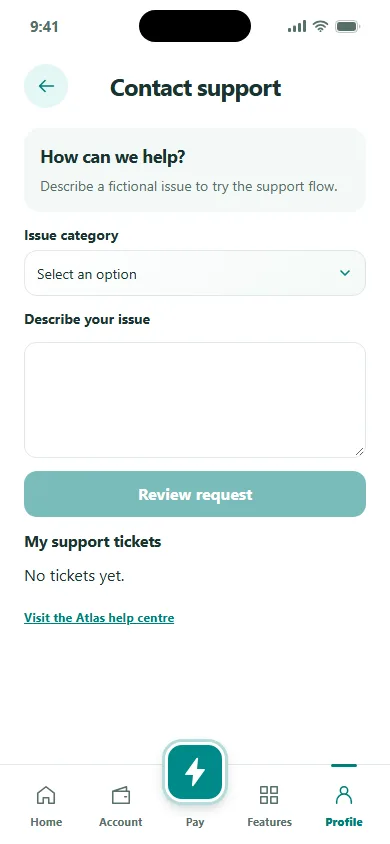 9:41
Contact support
How can we help?
Describe a fictional issue to try the support flow.
Issue category
Select an option
Describe your issue
Review request
My support tickets
No tickets yet.
Visit the Atlas help centre
Home
Account
Pay
Features
Profile